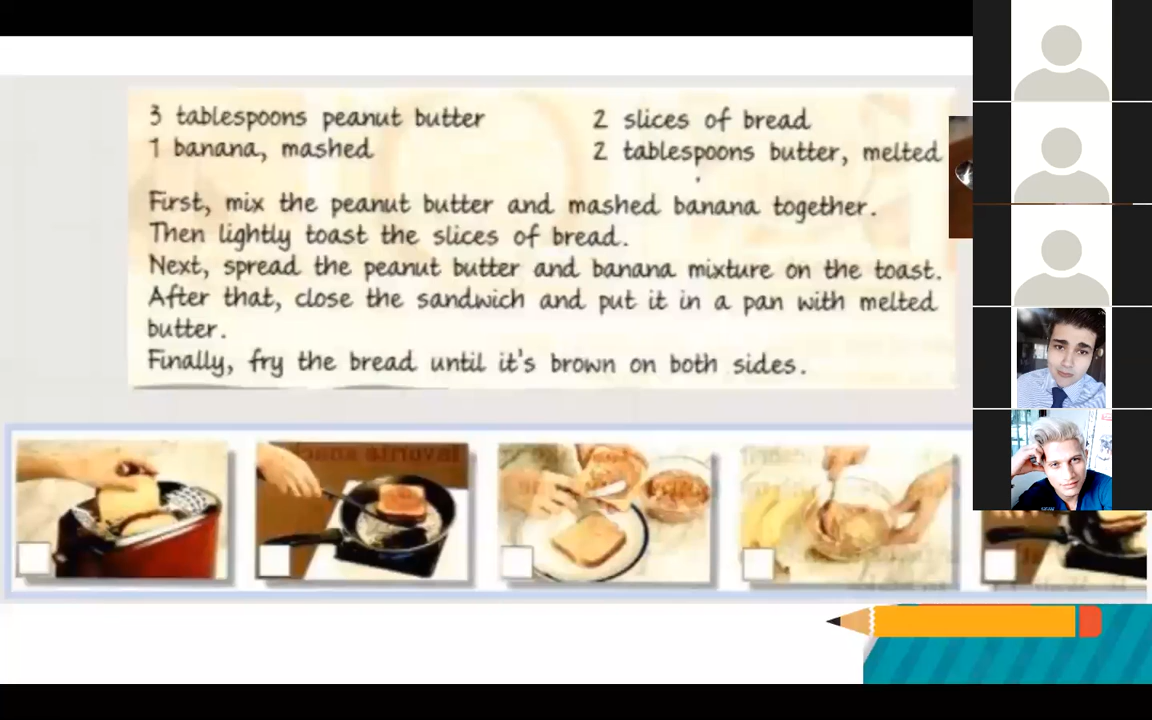 3 tablespoons peanut butter
2 slices of bread
1 banana, mashed
2 tablespoons butter, melted
First, mix the peanut butter and mashed banana together.
Then lightly toast the slices of bread.
Next, spread the peanut butter and banana mixture on the toast.
After that, close the sandwich and put it in a pan with melted
butter.
Finally, fry the bread until it's brown on both sides.